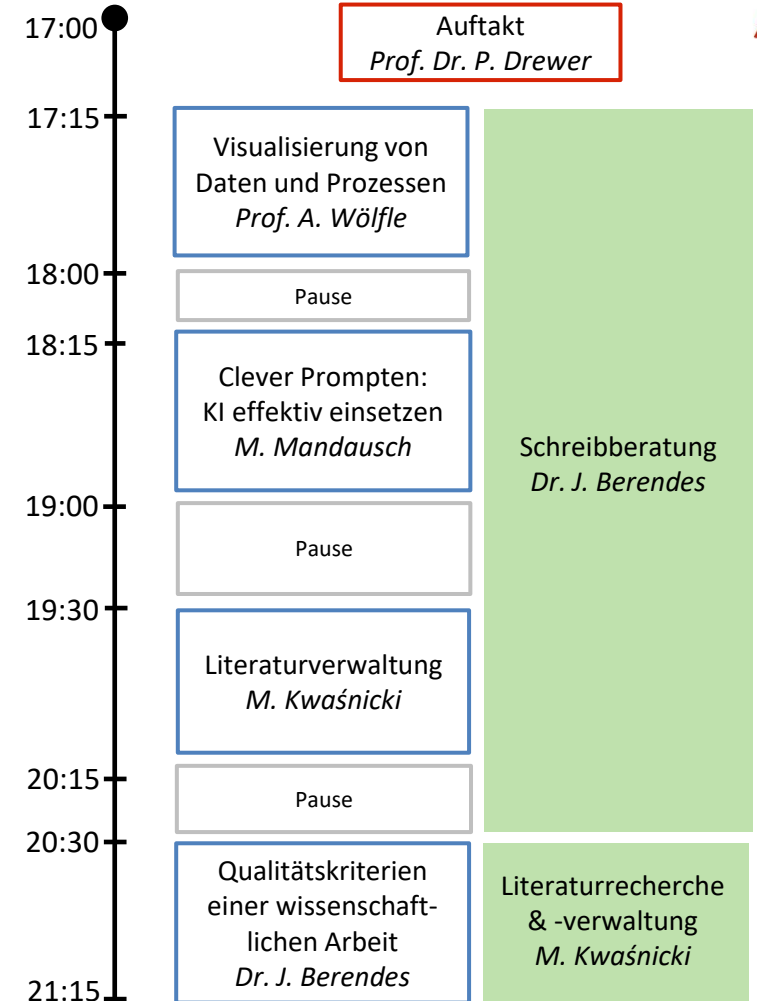 17:00
Auftakt
Prof. Dr. P. Drewer
17:15
Visualisierung von
Daten und Prozessen
Prof. A. Wölfle
18:00
Pause
18:15
Clever Prompten:
KI effektiv einsetzen
M. Mandausch
Schreibberatung
Dr. J. Berendes
19:00
Pause
19:30
Literaturverwaltung
M. Kwaśnicki
20:15
Pause
20:30
Qualitätskriterien
einer wissenschaft-
lichen Arbeit
Dr. J. Berendes
Literaturrecherche
& -verwaltung
M. Kwaśnicki
21:15